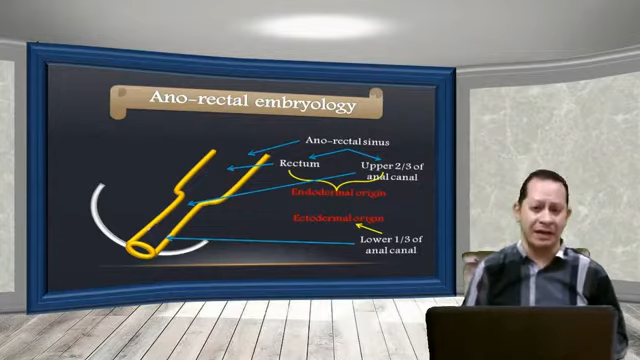 Ano-rectal embryology
Ano-rectal sinus
Rectum
Upper 2/3 of
anal canal
Endodermal origin
Ectodermal origin
Lower 1/3 of
anal canal